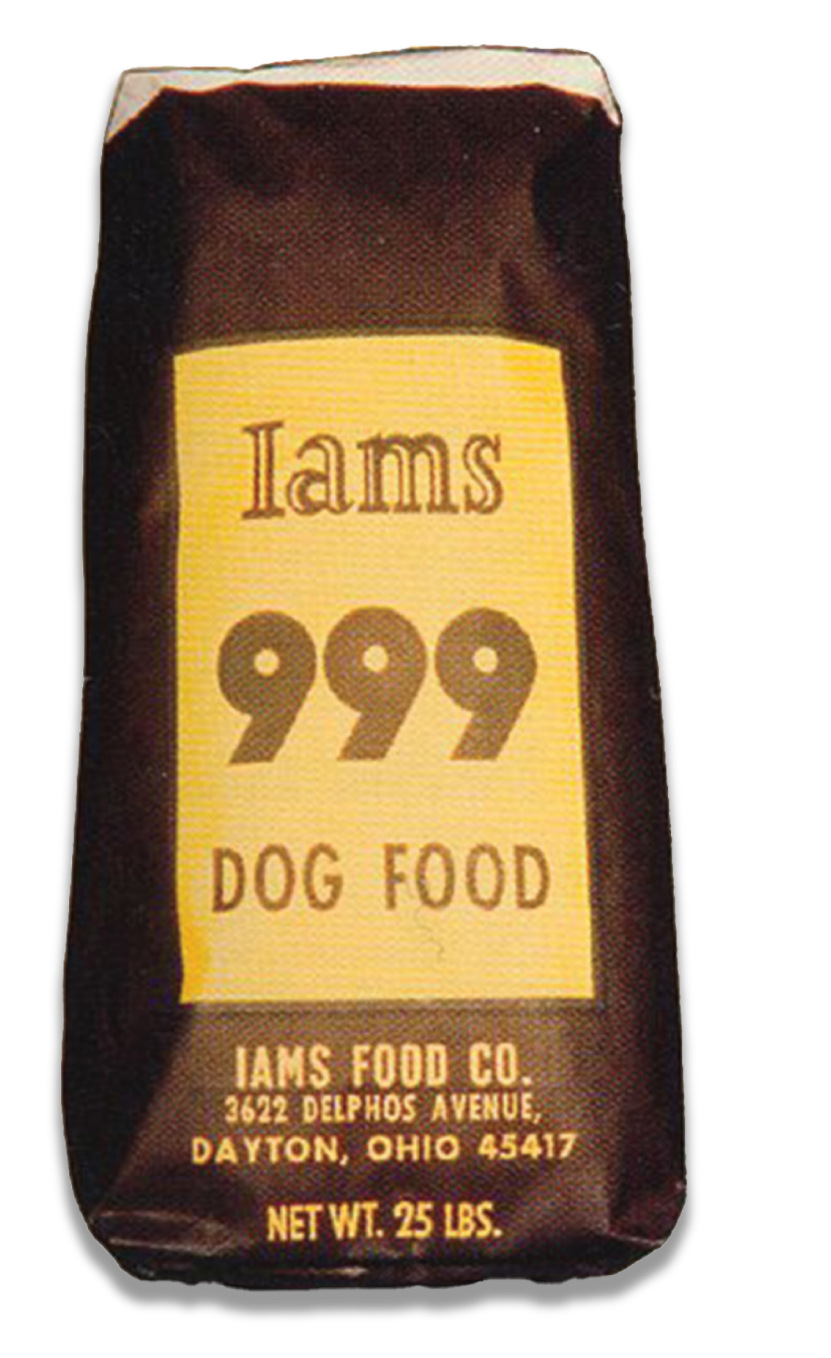 Iams
999
DOG FOOD
IAMS FOOD CO.
3622 DELPHOS AVENUE,
DAYTON, OHIO 45417
NET WT. 25 LBS.